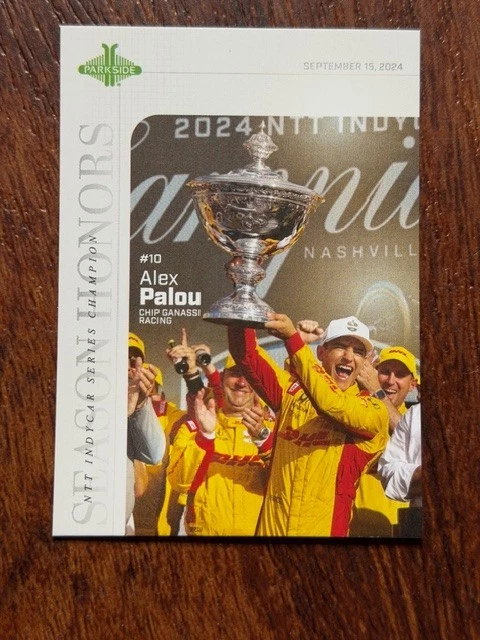 PARKSIDE
SEPTEMBER 15, 2024
SEASON HONORS
NTT INDYCAR SERIES CHAMPION
2024 NTT INDYC
NASHVILL
#10
Alex
Palou
CHIP GANASSI
RACING